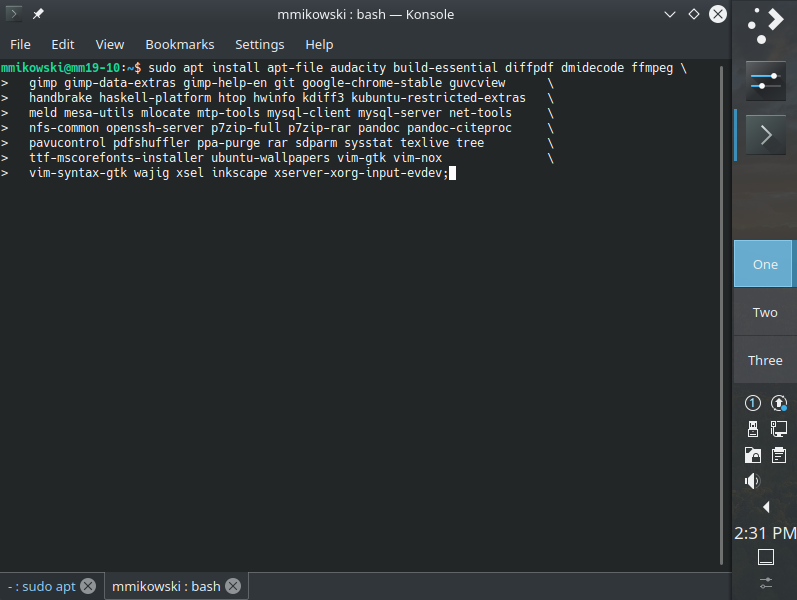 mmikowski : bash — Konsole
File Edit View Bookmarks Settings Help
mmikowski@mm19-10:~$ sudo apt install apt-file audacity build-essential diffpdf dmidecode ffmpeg \
>   gimp gimp-data-extras gimp-help-en git google-chrome-stable guvcview      \
>   handbrake haskell-platform htop hwinfo kdiff3 kubuntu-restricted-extras   \
>   meld mesa-utils mlocate mtp-tools mysql-client mysql-server net-tools     \
>   nfs-common openssh-server p7zip-full p7zip-rar pandoc pandoc-citeproc     \
>   pavucontrol pdfshuffler ppa-purge rar sdparm sysstat texlive tree         \
>   ttf-mscorefonts-installer ubuntu-wallpapers vim-gtk vim-nox               \
>   vim-syntax-gtk wajig xsel inkscape xserver-xorg-input-evdev;
- : sudo apt
mmikowski : bash
One
Two
Three
1
2:31 PM